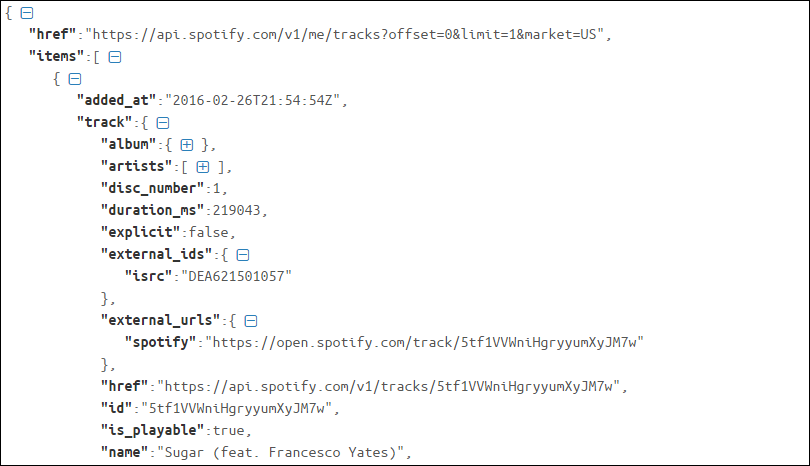 {
"href":"https://api.spotify.com/v1/me/tracks?offset=0&limit=1&market=US",
"items":[
{
"added_at":"2016-02-26T21:54:54Z",
"track":{
"album":{ },
"artists":[ ],
"disc_number":1,
"duration_ms":219043,
"explicit":false,
"external_ids":{
"isrc":"DEA621501057"
},
"external_urls":{
"spotify":"https://open.spotify.com/track/5tf1VVWniHgryyumXyJM7w"
},
"href":"https://api.spotify.com/v1/tracks/5tf1VVWniHgryyumXyJM7w",
"id":"5tf1VVWniHgryyumXyJM7w",
"is_playable":true,
"name":"Sugar (feat. Francesco Yates)",